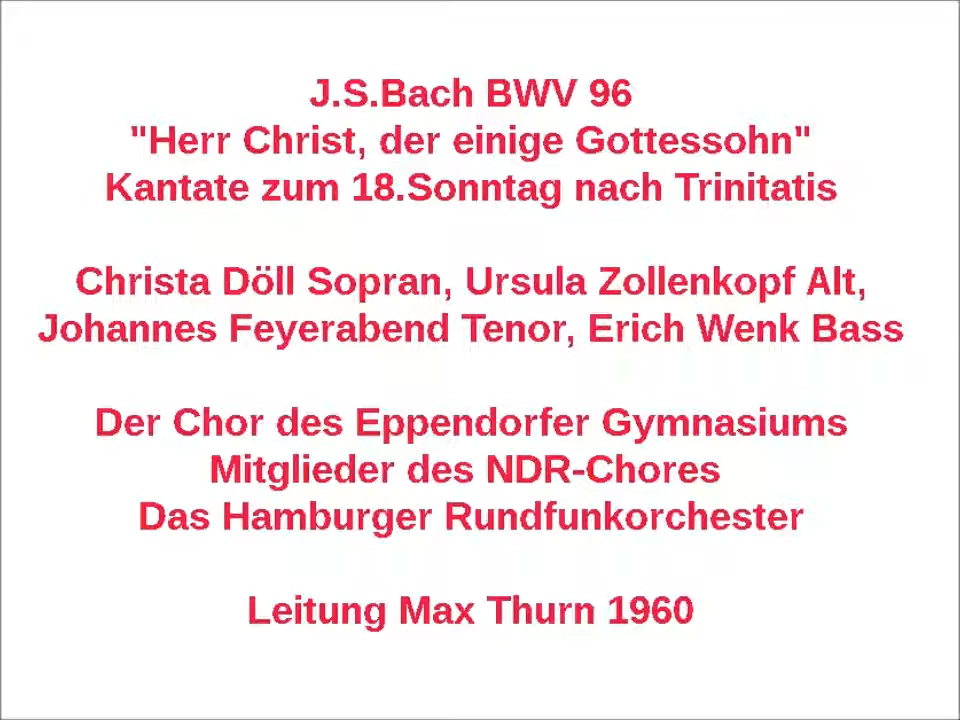 J.S.Bach BWV 96
"Herr Christ, der einige Gottessohn"
Kantate zum 18.Sonntag nach Trinitatis
Christa Döll Sopran, Ursula Zollenkopf Alt,
Johannes Feyerabend Tenor, Erich Wenk Bass
Der Chor des Eppendorfer Gymnasiums
Mitglieder des NDR-Chores
Das Hamburger Rundfunkorchester
Leitung Max Thurn 1960